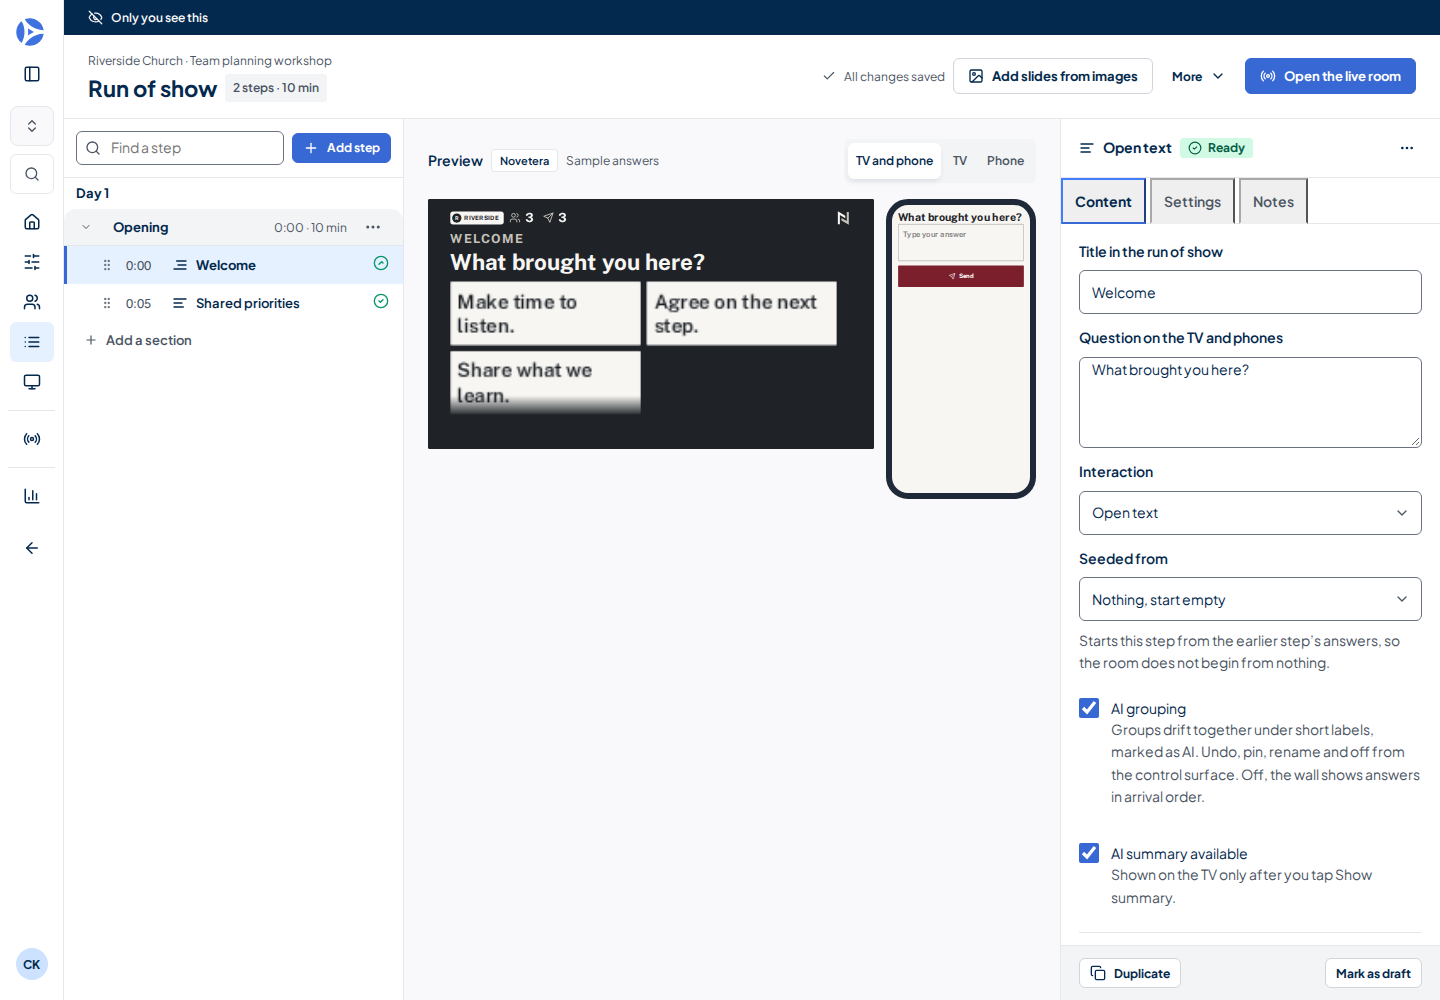 Only you see this
Riverside Church · Team planning workshop
Run of show
2 steps · 10 min
All changes saved
Add slides from images
More
Open the live room
Find a step
Add step
Day 1
Opening
0:00 · 10 min
0:00
Welcome
0:05
Shared priorities
Add a section
CK
Preview
Novetera
Sample answers
TV and phone
TV
Phone
R RIVERSIDE
3
3
N
WELCOME
What brought you here?
Make time to
listen.
Agree on the next
step.
Share what we
learn.
What brought you here?
Type your answer
Send
Open text
Ready
Content
Settings
Notes
Title in the run of show
Welcome
Question on the TV and phones
What brought you here?
Interaction
Open text
Seeded from
Nothing, start empty
Starts this step from the earlier step's answers, so
the room does not begin from nothing.
AI grouping
Groups drift together under short labels,
marked as AI. Undo, pin, rename and off from
the control surface. Off, the wall shows answers
in arrival order.
AI summary available
Shown on the TV only after you tap Show
summary.
Duplicate
Mark as draft